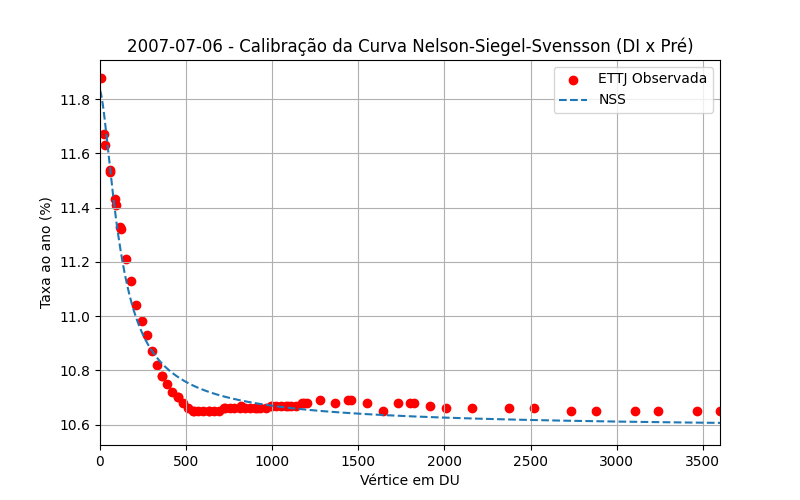 2007-07-06 - Calibração da Curva Nelson-Siegel-Svensson (DI x Pré)
ETTJ Observada
NSS
Taxa ao ano (%)
11.8
11.6
11.4
11.2
11.0
10.8
10.6
0 500 1000 1500 2000 2500 3000 3500
Vértice em DU